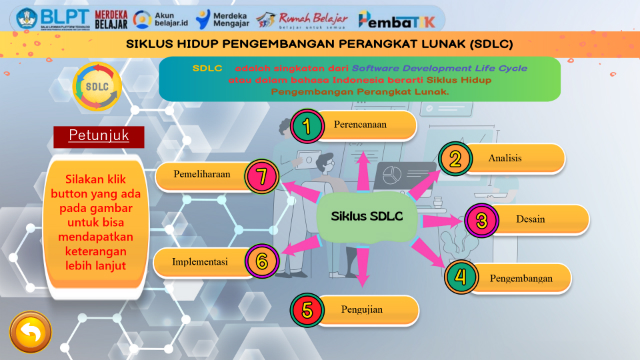 BLPT
MERDEKA
BELAJAR
Akun
belajar.id
Merdeka
Mengajar
Rumah Belajar
belajar untuk semua
PembaTIK
SIKLUS HIDUP PENGEMBANGAN PERANGKAT LUNAK (SDLC)
SDLC
SDLC adalah singkatan dari Software Development Life Cycle
atau dalam bahasa Indonesia berarti Siklus Hidup
Pengembangan Perangkat Lunak.
Petunjuk
Silakan klik
button yang ada
pada gambar
untuk bisa
mendapatkan
keterangan
lebih lanjut
Siklus SDLC
1 Perencanaan
2 Analisis
3 Desain
4 Pengembangan
5 Pengujian
6 Implementasi
7 Pemeliharaan